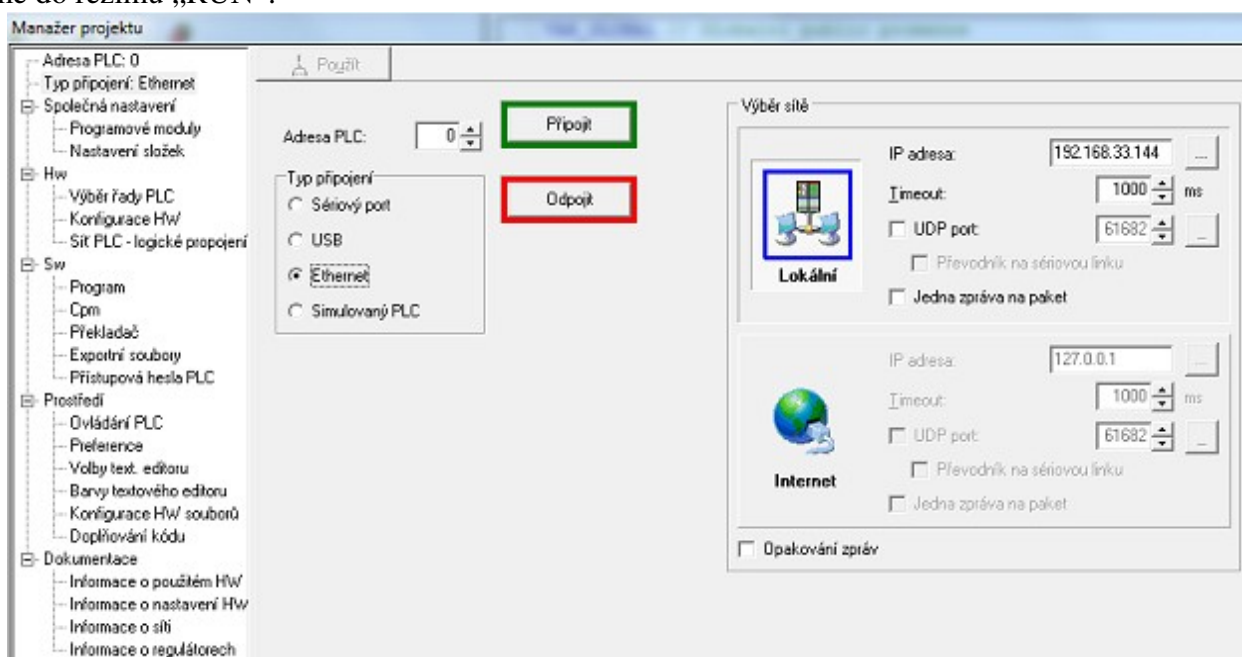 do režimu „RUN“.
Manažer projektu
Adresa PLC: 0
Typ připojení: Ethernet
Společná nastavení
Programové moduly
Nastavení složek
Hw
Výběr řady PLC
Konfigurace HW
Síť PLC - logické propojení
Sw
Program
Cpm
Překladač
Exportní soubory
Přístupová hesla PLC
Prostředí
Ovládání PLC
Preference
Volby text. editoru
Barvy textového editoru
Konfigurace HW souborů
Doplňování kódu
Dokumentace
Informace o použitém HW
Informace o nastavení HW
Informace o síti
Informace o regulátorech
Použít
Adresa PLC: 0
Připojit
Odpojit
Typ připojení
Sériový port
USB
Ethernet
Simulovaný PLC
Výběr sítě
Lokální
IP adresa: 192.168.33.144 ...
Timeout: 1000 ms
UDP port: 61682
Převodník na sériovou linku
Jedna zpráva na paket
Internet
IP adresa: 127.0.0.1 ...
Timeout: 1000 ms
UDP port: 61682
Převodník na sériovou linku
Jedna zpráva na paket
Opakování zpráv